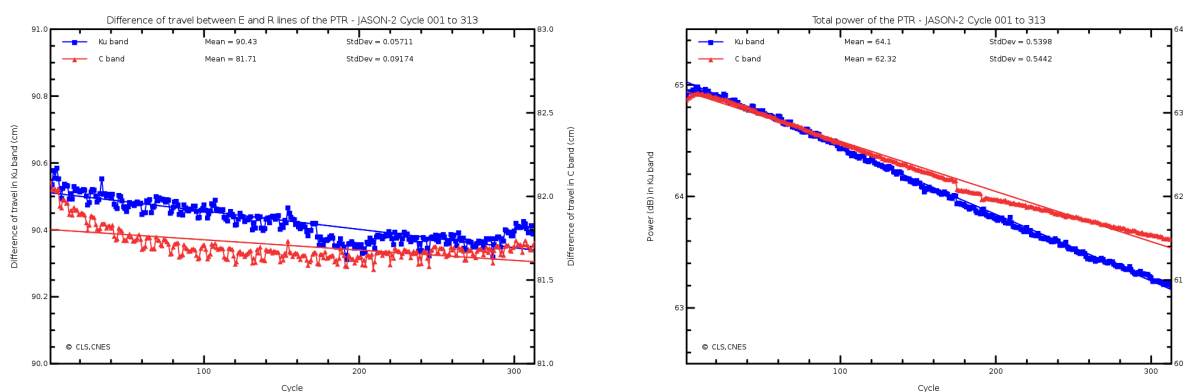 Difference of travel between E and R lines of the PTR - JASON-2 Cycle 001 to 313
Ku band Mean = 90.43 StdDev = 0.05711
C band Mean = 81.71 StdDev = 0.09174
Difference of travel in Ku band (cm)
91.0
90.8
90.6
90.4
90.2
90.0
Difference of travel in C band (cm)
83.0
82.5
82.0
81.5
81.0
© CLS,CNES
100 200 300
Cycle
Total power of the PTR - JASON-2 Cycle 001 to 313
Ku band Mean = 64.1 StdDev = 0.5398
C band Mean = 62.32 StdDev = 0.5442
Power (dB) in Ku band
65
64
63
64
63
62
61
60
© CLS,CNES
100 200 300
Cycle